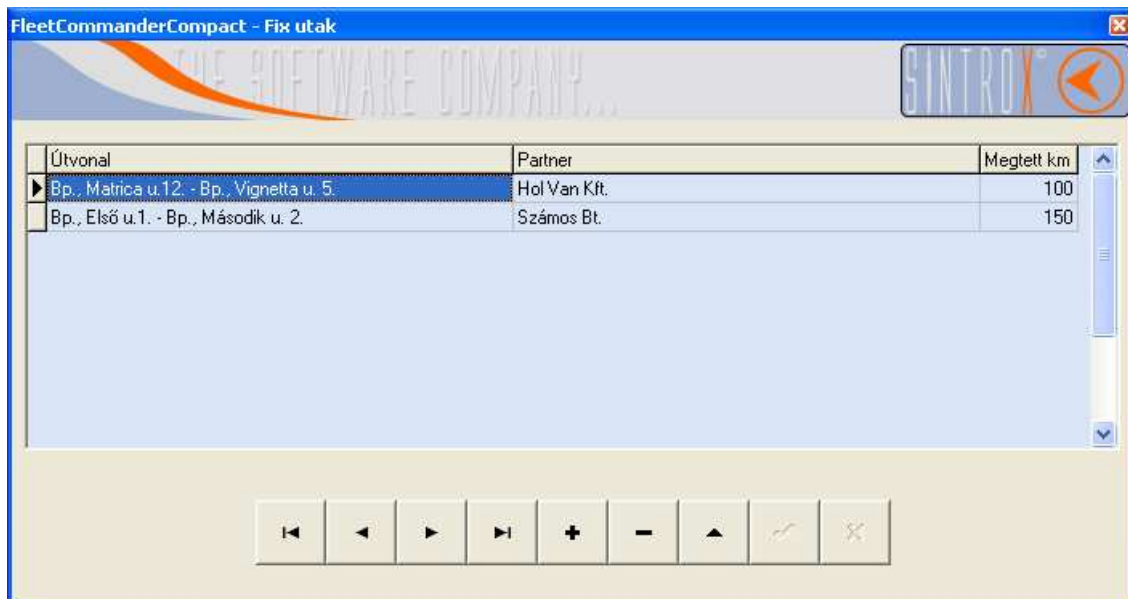 FleetCommanderCompact - Fix utak
THE SOFTWARE COMPANY...
SINTROX
Útvonal Partner Megtett km
Bp., Matrica u.12. - Bp., Vignetta u. 5. Hol Van Kft. 100
Bp., Első u.1. - Bp., Második u. 2. Számos Bt. 150